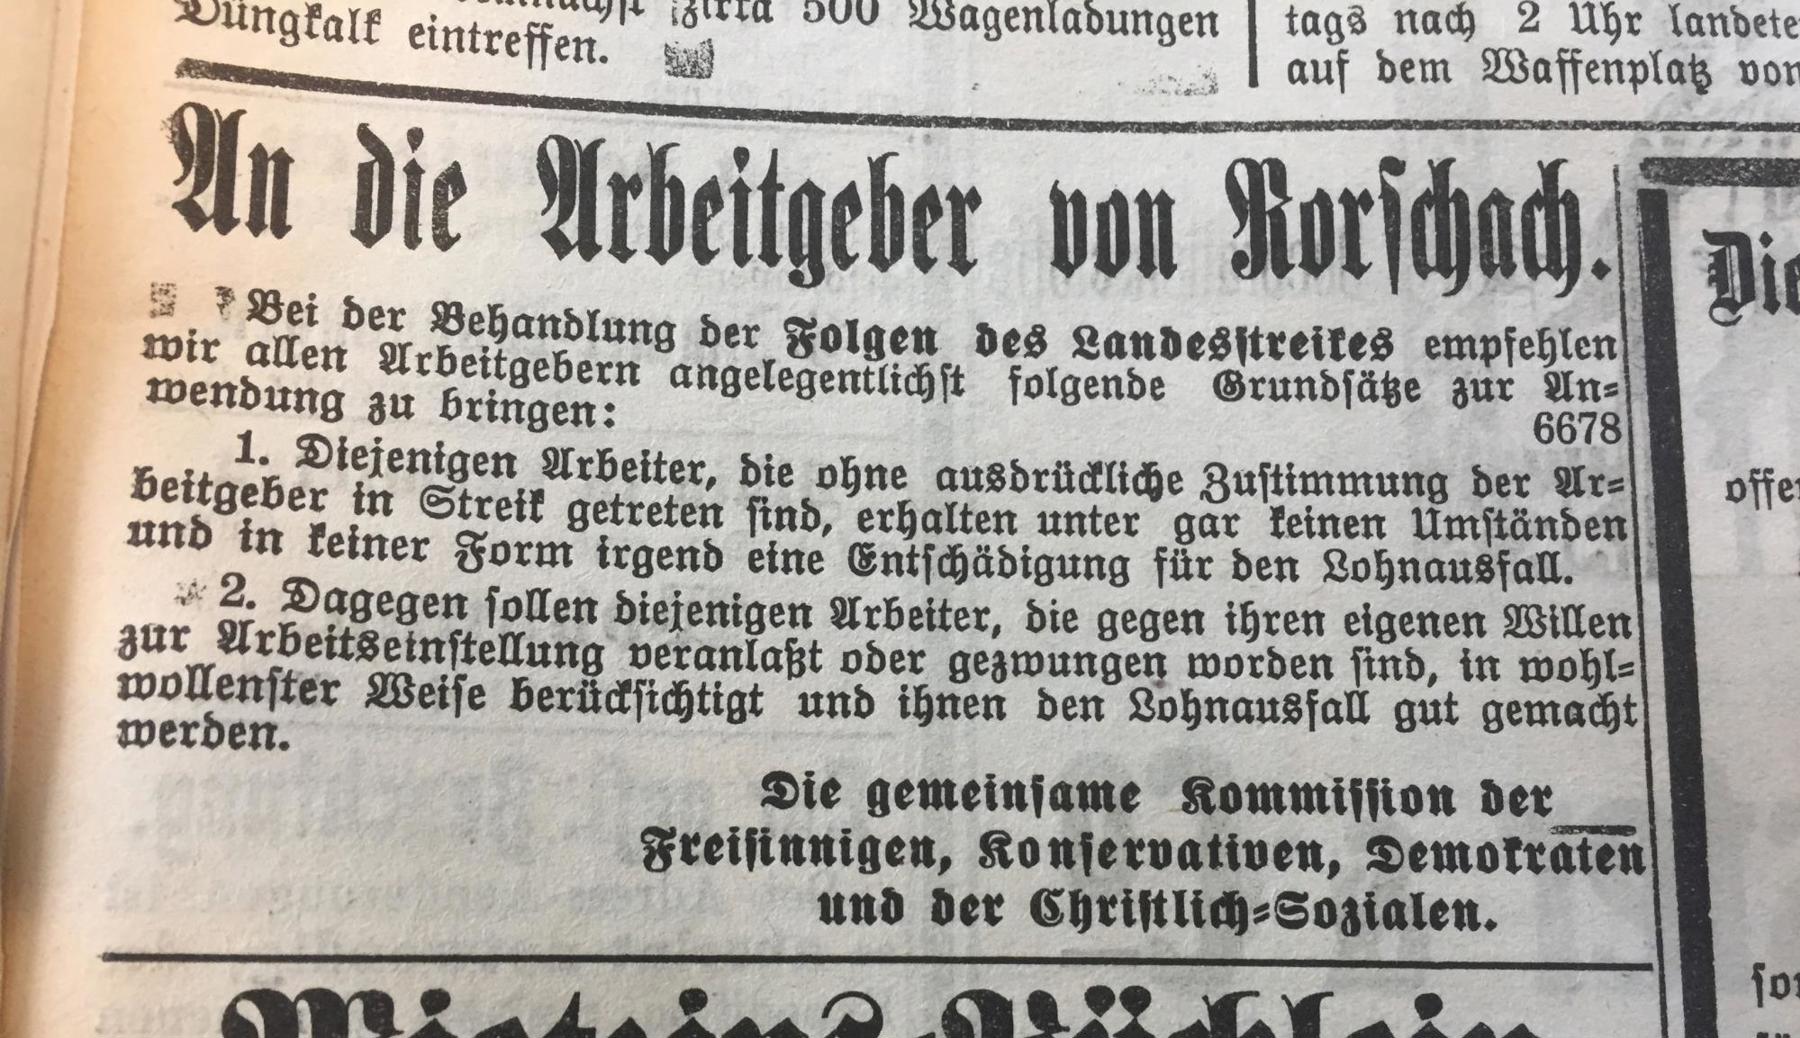 zirka 500 Wagenladungen
Düngkalk eintreffen.
tags nach 2 Uhr landete
auf dem Waffenplatz von
An die Arbeitgeber von Rorschach.
Bei der Behandlung der Folgen des Landesstreikes empfehlen
wir allen Arbeitgebern angelegentlichst folgende Grundsätze zur An-
wendung zu bringen:
6678
1. Diejenigen Arbeiter, die ohne ausdrückliche Zustimmung der Ar-
beitgeber in Streik getreten sind, erhalten unter gar keinen Umständen
und in keiner Form irgend eine Entschädigung für den Lohnausfall.
2. Dagegen sollen diejenigen Arbeiter, die gegen ihren eigenen Willen
zur Arbeitseinstellung veranlaßt oder gezwungen worden sind, in wohl-
wollenster Weise berücksichtigt und ihnen den Lohnausfall gut gemacht
werden.
Die gemeinsame Kommission der
Freisinnigen, Konservativen, Demokraten
und der Christlich-Sozialen.
Die
offe